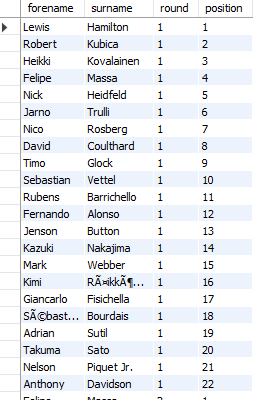 forename surname round position
Lewis Hamilton 1 1
Robert Kubica 1 2
Heikki Kovalainen 1 3
Felipe Massa 1 4
Nick Heidfeld 1 5
Jarno Trulli 1 6
Nico Rosberg 1 7
David Coulthard 1 8
Timo Glock 1 9
Sebastian Vettel 1 10
Rubens Barrichello 1 11
Fernando Alonso 1 12
Jenson Button 1 13
Kazuki Nakajima 1 14
Mark Webber 1 15
Kimi RÃ¤ikkÃ¶... 1 16
Giancarlo Fisichella 1 17
SÃ©bast... Bourdais 1 18
Adrian Sutil 1 19
Takuma Sato 1 20
Nelson Piquet Jr. 1 21
Anthony Davidson 1 22